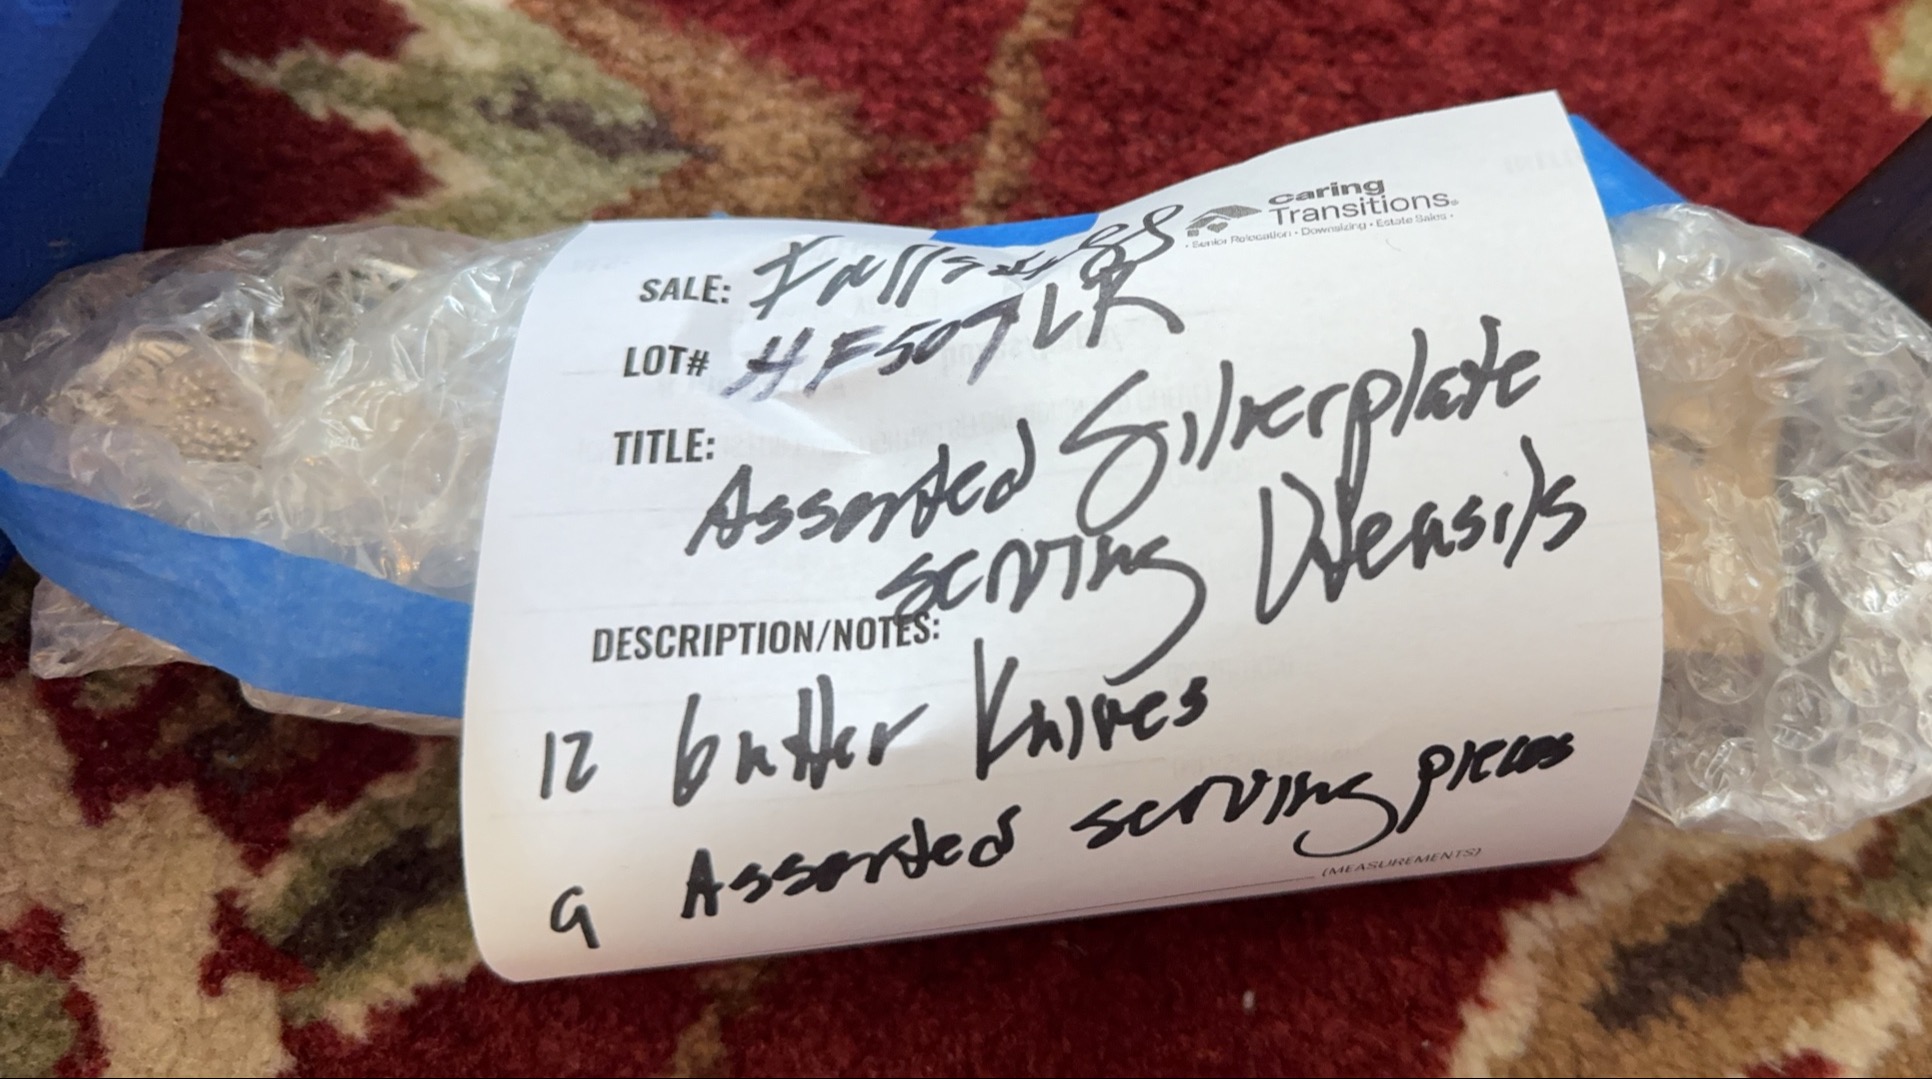 caring
Transitions
• Senior Relocation • Downsizing • Estate Sales •
SALE:
LOT# HF507LR
TITLE:
Assorted Silverplate
serving Utensils
DESCRIPTION/NOTES:
12 butter Knives
9 Assorted serving pieces
(MEASUREMENTS)